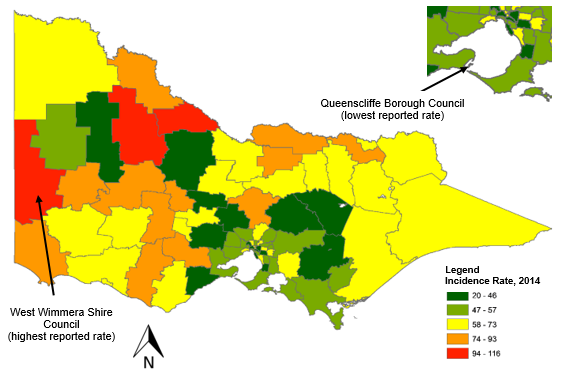 Queenscliffe Borough Council
(lowest reported rate)
West Wimmera Shire
Council
(highest reported rate)
N
Legend
Incidence Rate, 2014
20 - 46
47 - 57
58 - 73
74 - 93
94 - 116